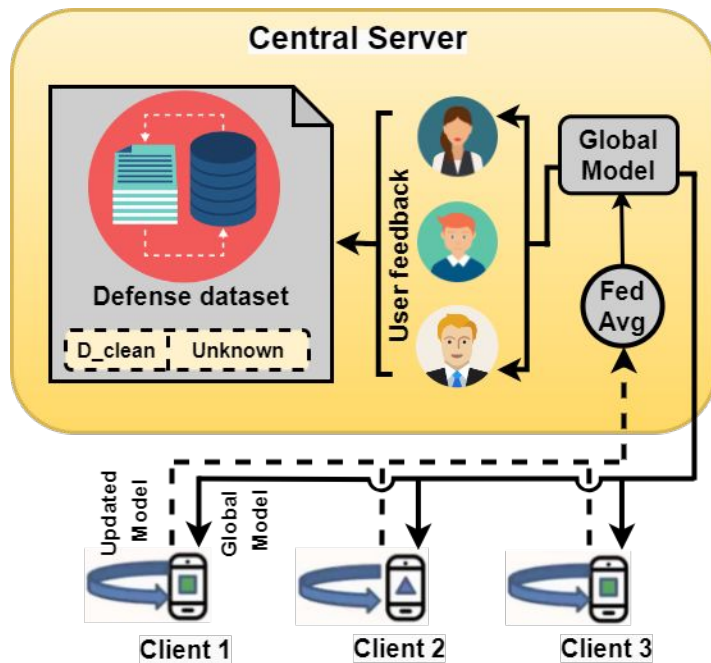 Central Server
Global
Model
User feedback
Defense dataset
D_clean
Unknown
Fed
Avg
Updated
Model
Global
Model
Client 1
Client 2
Client 3